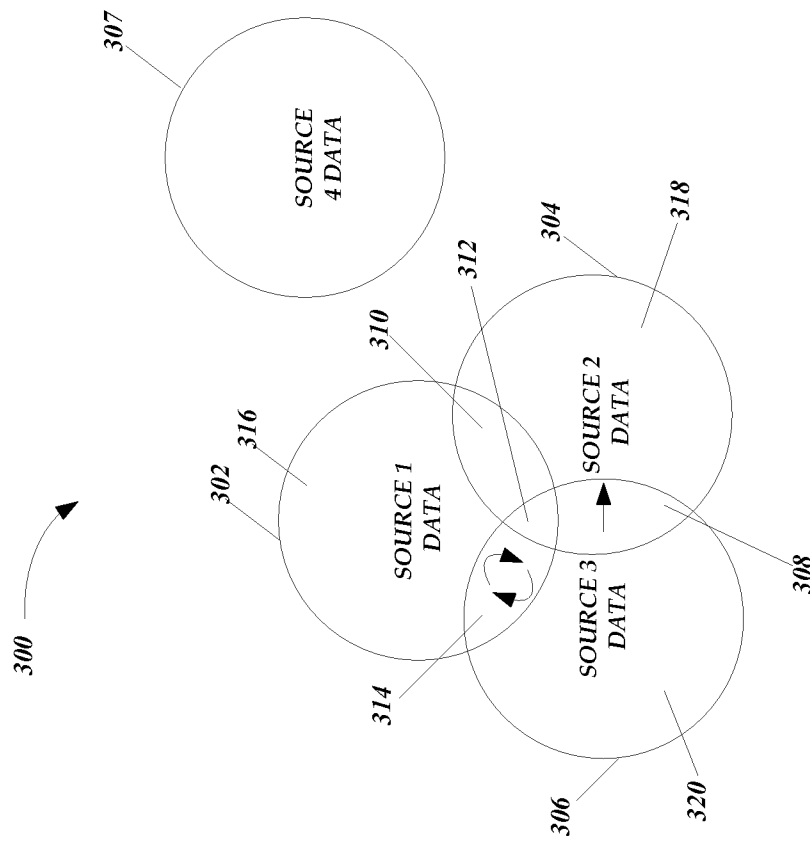 300
307
302
316
SOURCE
4 DATA
314
310
SOURCE 1
DATA
312
306
304
SOURCE 3
DATA
SOURCE 2
DATA
318
320
308